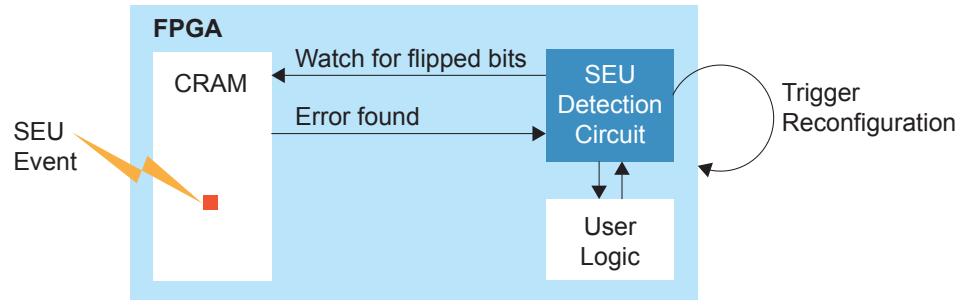 FPGA
CRAM
Watch for flipped bits
Error found
SEU
Detection
Circuit
Trigger
Reconfiguration
SEU
Event
User
Logic